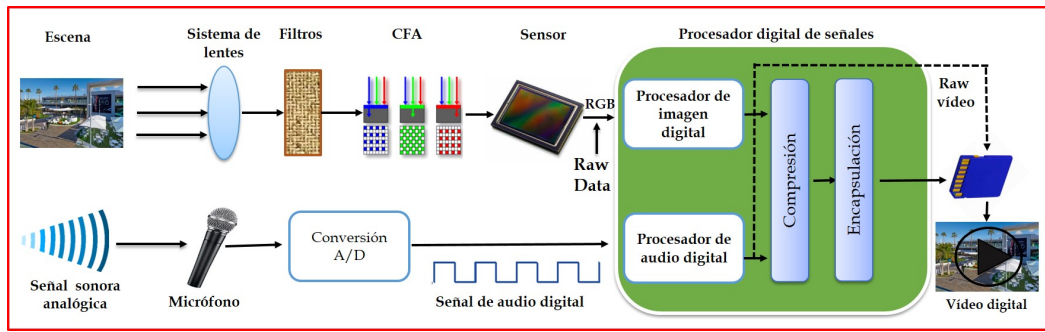 Escena
Sistema de
lentes
Filtros
CFA
Sensor
Procesador digital de señales
RGB
Raw
Data
Procesador de
imagen
digital
Compresión
Encapsulación
Raw
vídeo
Señal sonora
analógica
Micrófono
Conversión
A/D
Señal de audio digital
Procesador de
audio digital
Vídeo digital